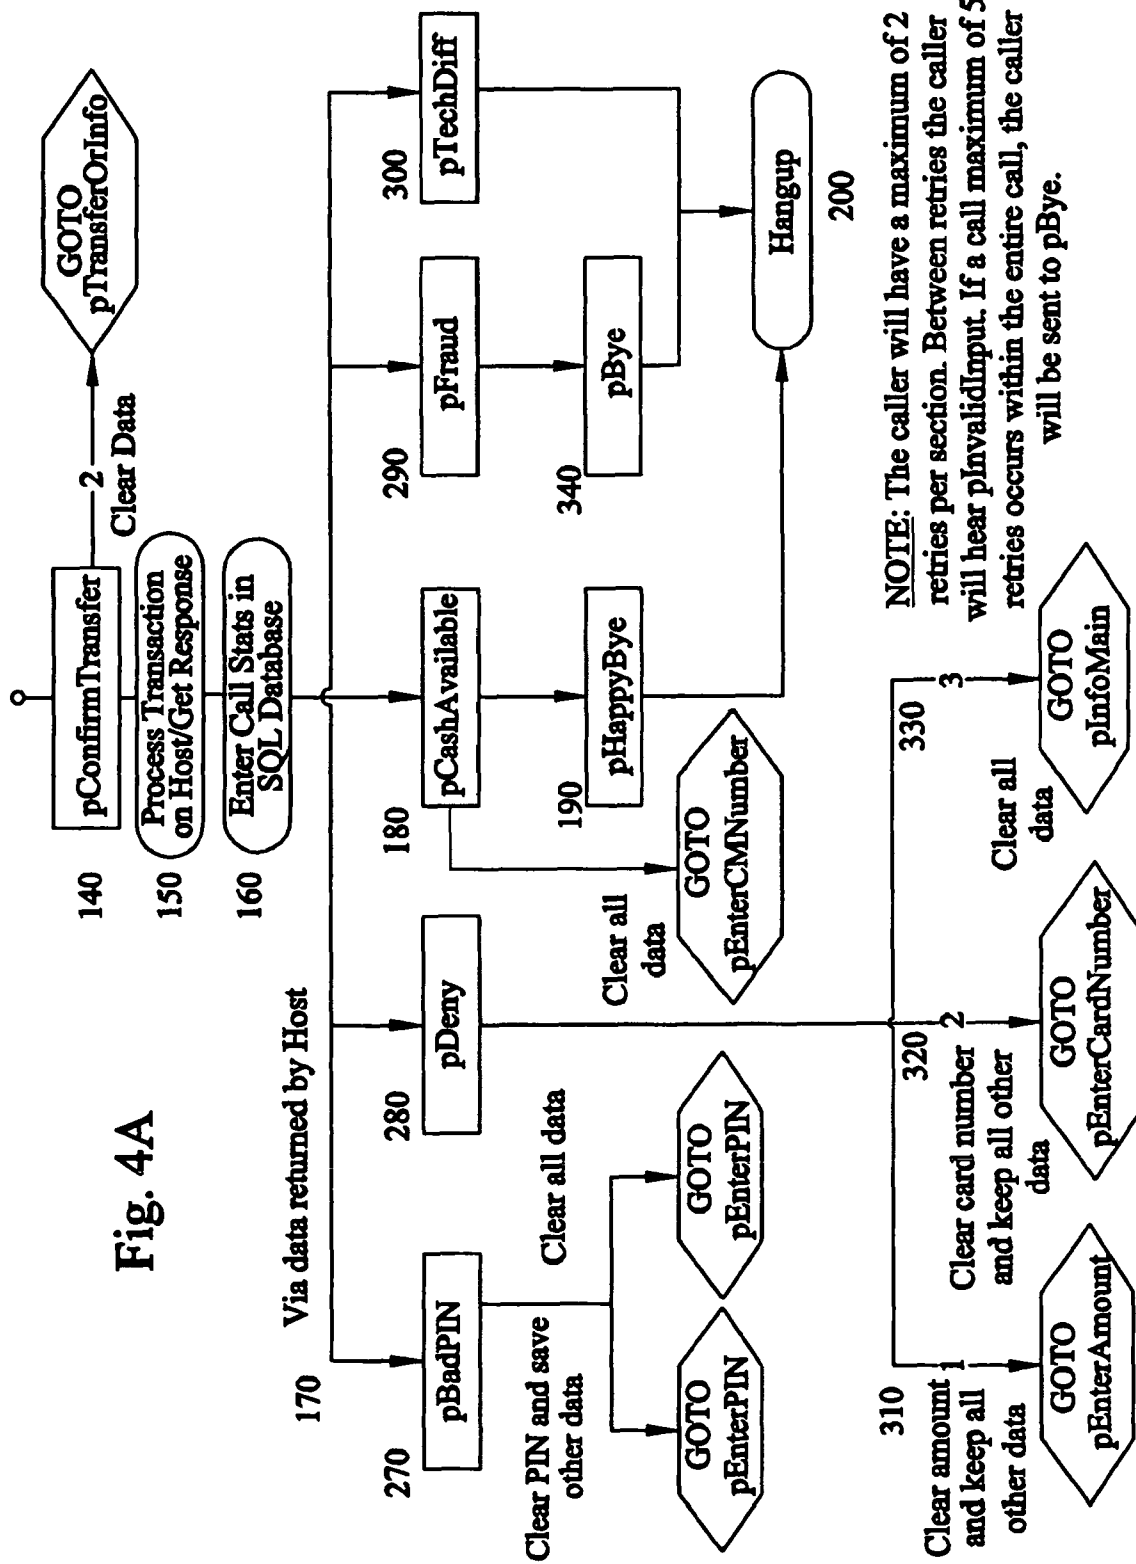 Fig. 4A
140
pConfirmTransfer
2
Clear Data
GOTO
pTransferOrInfo
150
Process Transaction
on Host/Get Response
160
Enter Call Stats in
SQL Database
Via data returned by Host
170
270
pBadPIN
280
pDeny
180
pCashAvailable
290
pFraud
300
pTechDiff
Clear PIN and save
other data
Clear all data
GOTO
pEnterPIN
GOTO
pEnterPIN
Clear all
data
GOTO
pEnterCMNumber
190
pHappyBye
340
pBye
Hangup
200
310
Clear amount
and keep all
other data
1
GOTO
pEnterAmount
320
Clear card number
and keep all other
data
2
GOTO
pEnterCardNumber
330
Clear all
data
3
GOTO
pInfoMain
NOTE: The caller will have a maximum of 2
retries per section. Between retries the caller
will hear pInvalidInput. If a call maximum of 5
retries occurs within the entire call, the caller
will be sent to pBye.